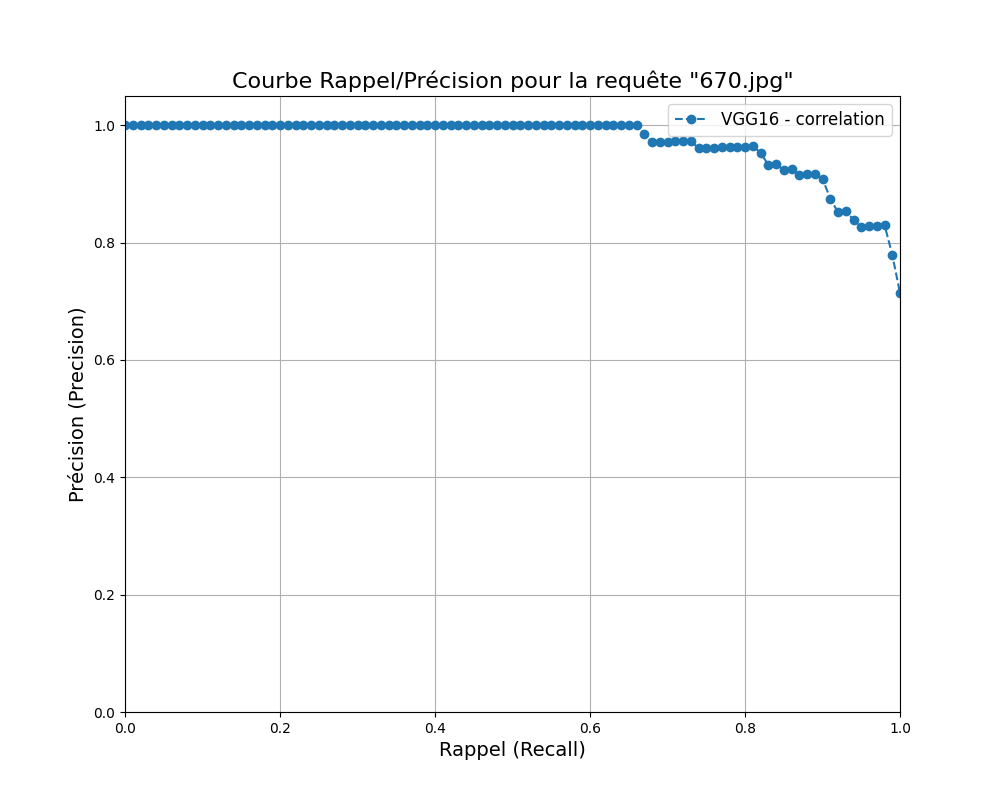 Courbe Rappel/Précision pour la requête "670.jpg"
VGG16 - correlation
1.0
0.8
0.6
0.4
0.2
0.0
Précision (Precision)
0.0 0.2 0.4 0.6 0.8 1.0
Rappel (Recall)